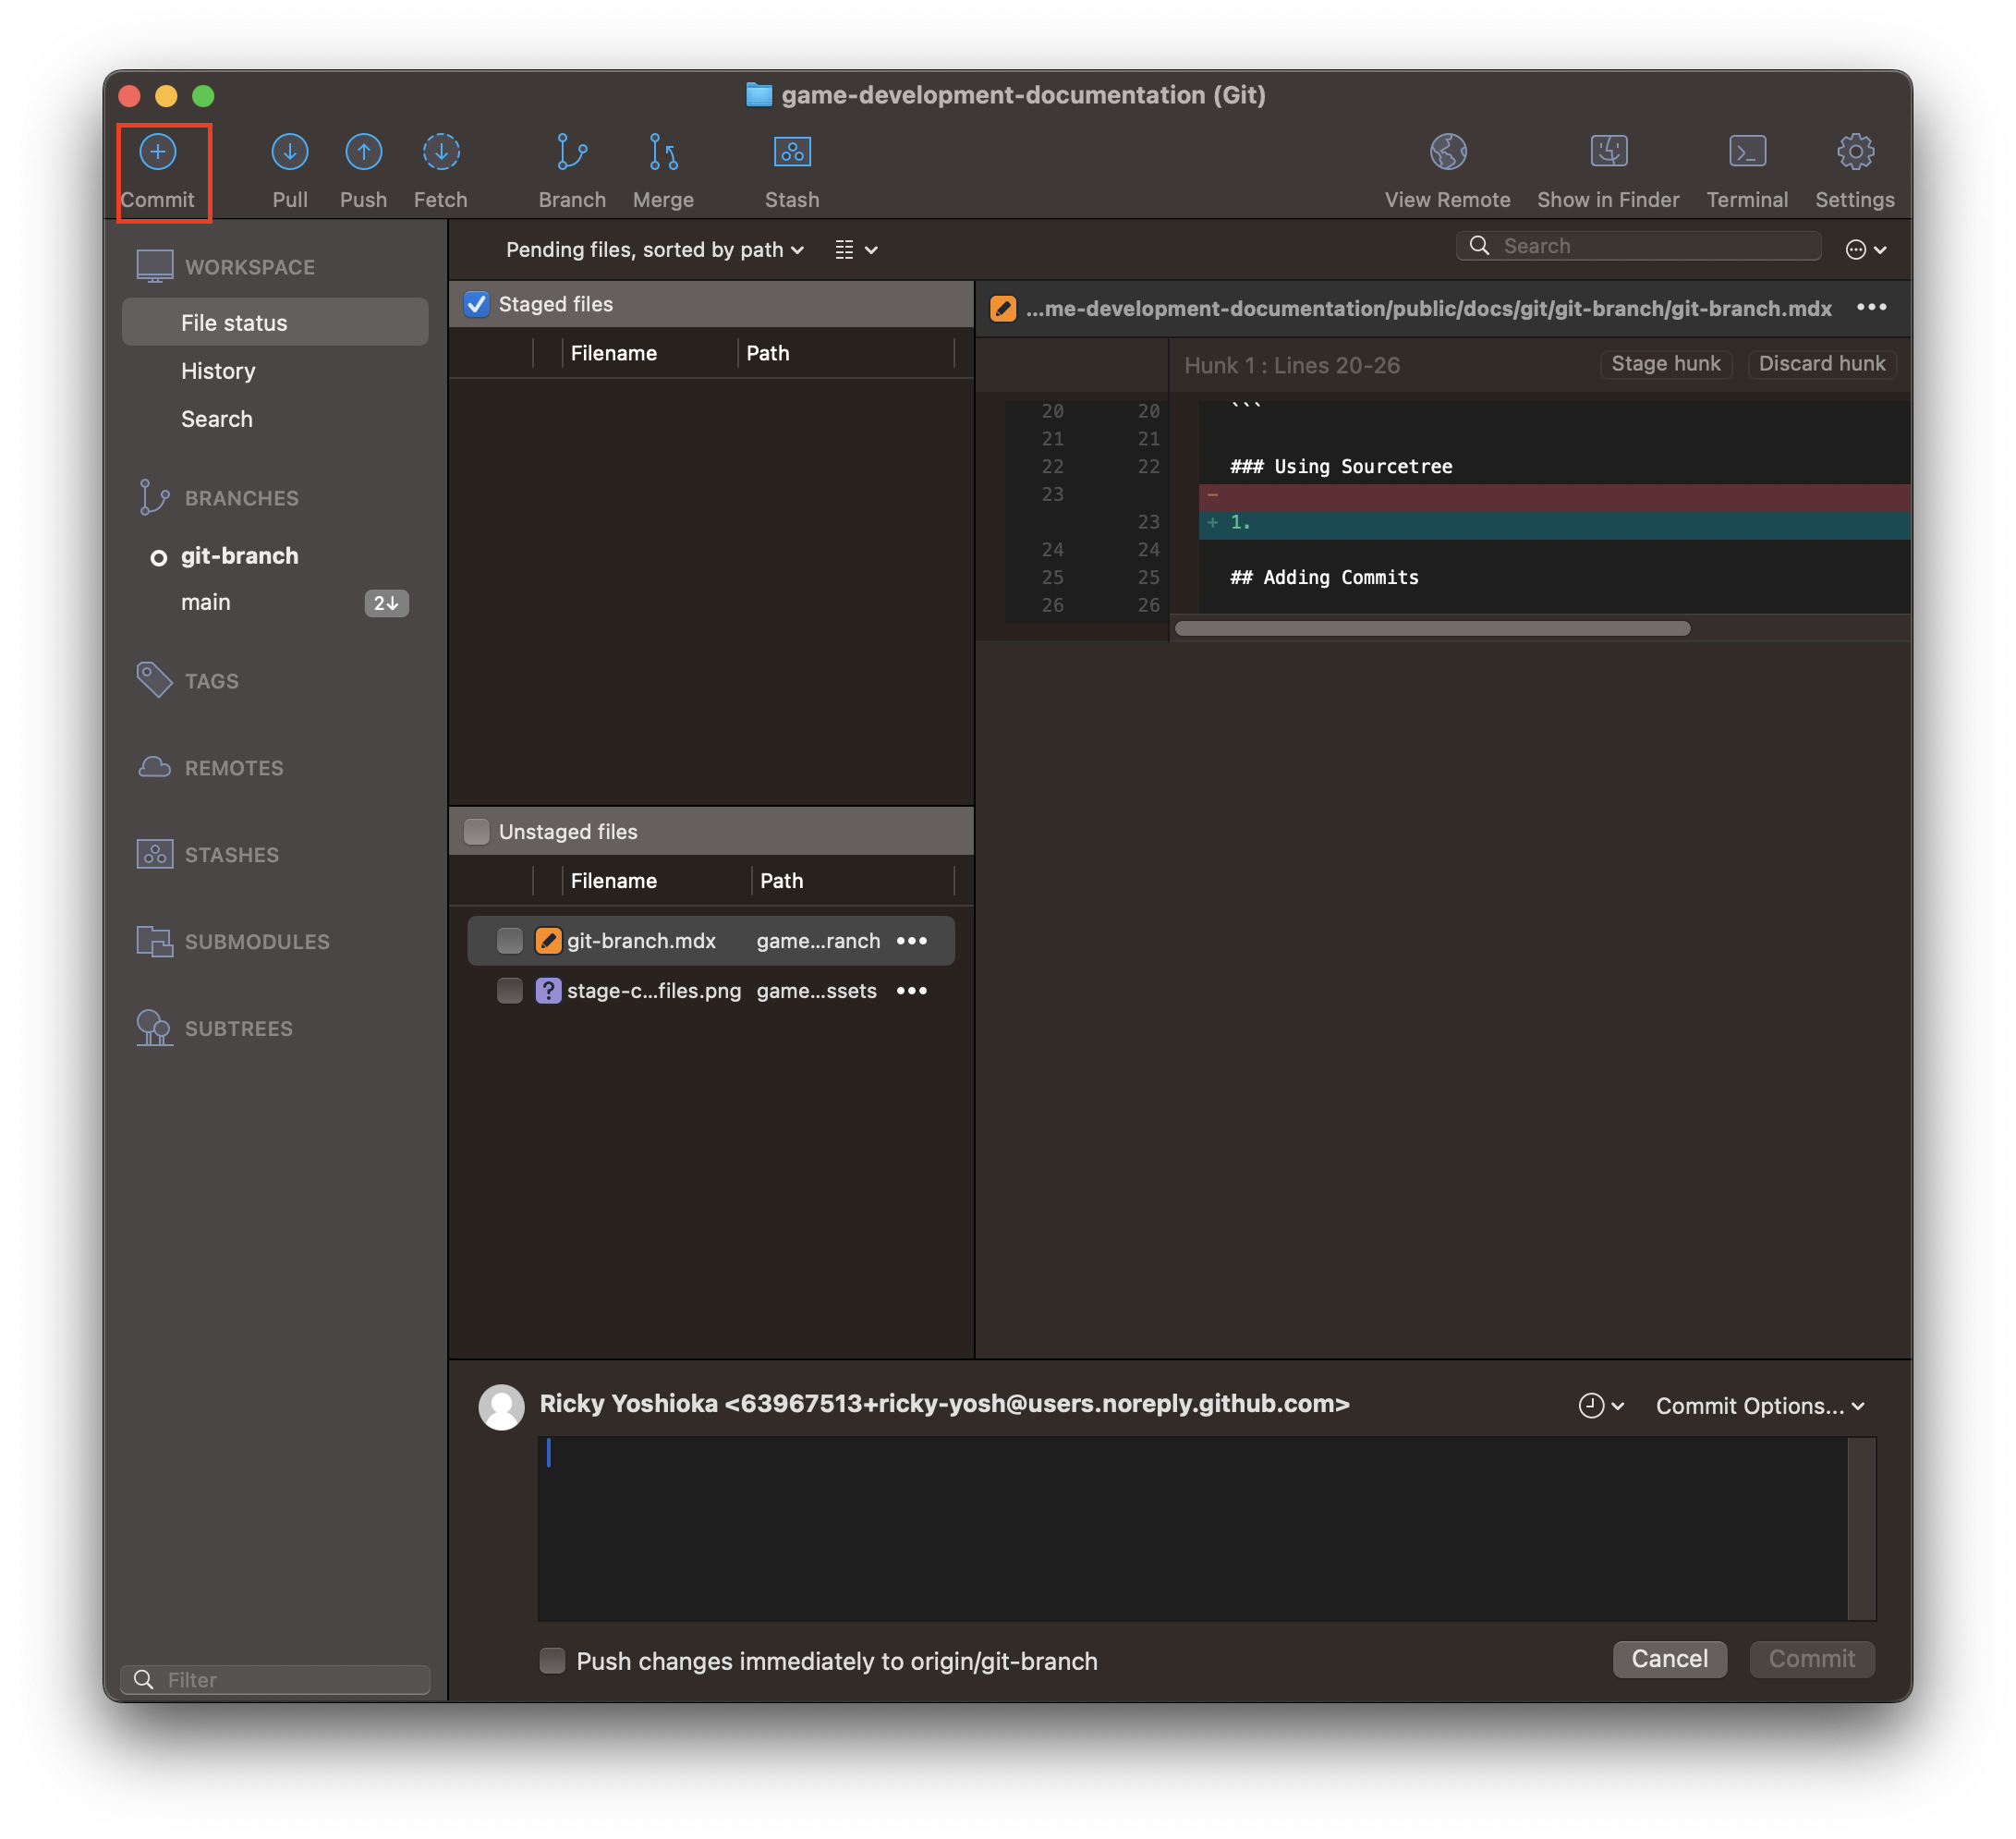 game-development-documentation (Git)
Commit
Pull
Push
Fetch
Branch
Merge
Stash
View Remote
Show in Finder
Terminal
Settings
WORKSPACE
File status
History
Search
BRANCHES
git-branch
main
2↓
TAGS
REMOTES
STASHES
SUBMODULES
SUBTREES
Filter
Pending files, sorted by path
Search
Staged files
Filename Path
Unstaged files
Filename Path
git-branch.mdx game...ranch •••
? stage-c...files.png game...ssets •••
...me-development-documentation/public/docs/git/git-branch/git-branch.mdx •••
Hunk 1 : Lines 20-26
Stage hunk
Discard hunk
20 20 ```
21 21
22 22 ### Using Sourcetree
23 -
23 + 1.
24 24
25 25 ## Adding Commits
26 26
Ricky Yoshioka <63967513+ricky-yosh@users.noreply.github.com>
Commit Options...
Push changes immediately to origin/git-branch
Cancel
Commit